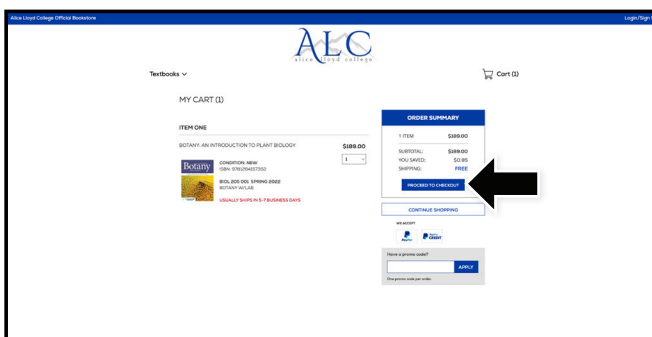 Alice Lloyd College Official Bookstore
Login/Sign
ALC
alice lloyd college
Textbooks
Cart (1)
MY CART (1)
ITEM ONE
BOTANY: AN INTRODUCTION TO PLANT BIOLOGY
$189.00
1
Botany
CONDITION: NEW
ISBN: 9781284157352
BIOL 205 001 SPRING 2022
BOTANY W/LAB
USUALLY SHIPS IN 5-7 BUSINESS DAYS
ORDER SUMMARY
1 ITEM $189.00
SUBTOTAL: $189.00
YOU SAVED: $0.95
SHIPPING: FREE
PROCEED TO CHECKOUT
CONTINUE SHOPPING
WE ACCEPT
PayPal
PayPal CREDIT
Have a promo code?
APPLY
One promo code per order.